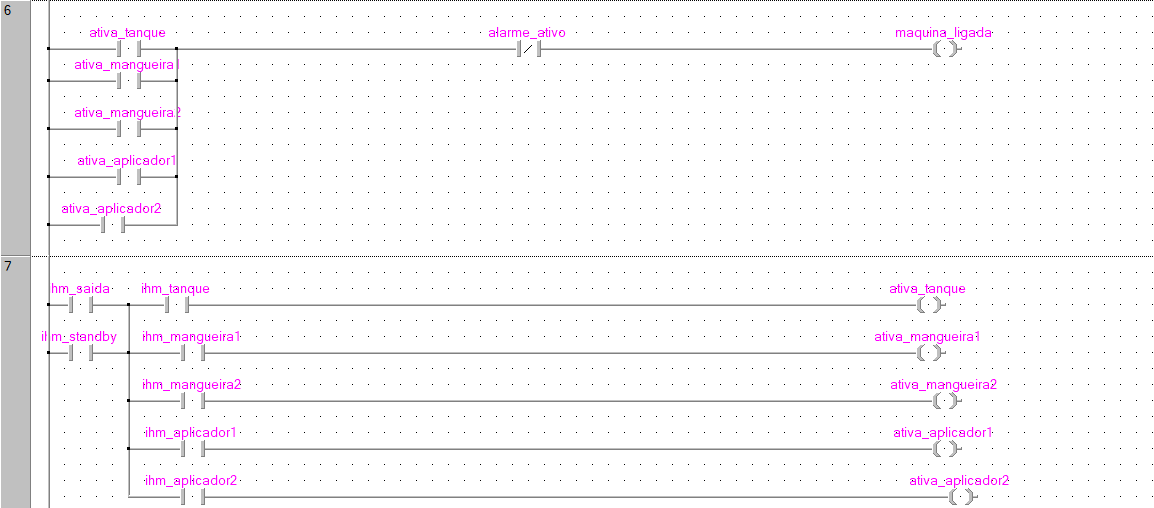 6
ativa_tanque alarme_ativo maquina_ligada
ativa_mangueira1
ativa_mangueira2
ativa_aplicador1
ativa_aplicador2
7
ihm_saida ihm_tanque ativa_tanque
ihm_standby ihm_mangueira1 ativa_mangueira1
ihm_mangueira2 ativa_mangueira2
ihm_aplicador1 ativa_aplicador1
ihm_aplicador2 ativa_aplicador2